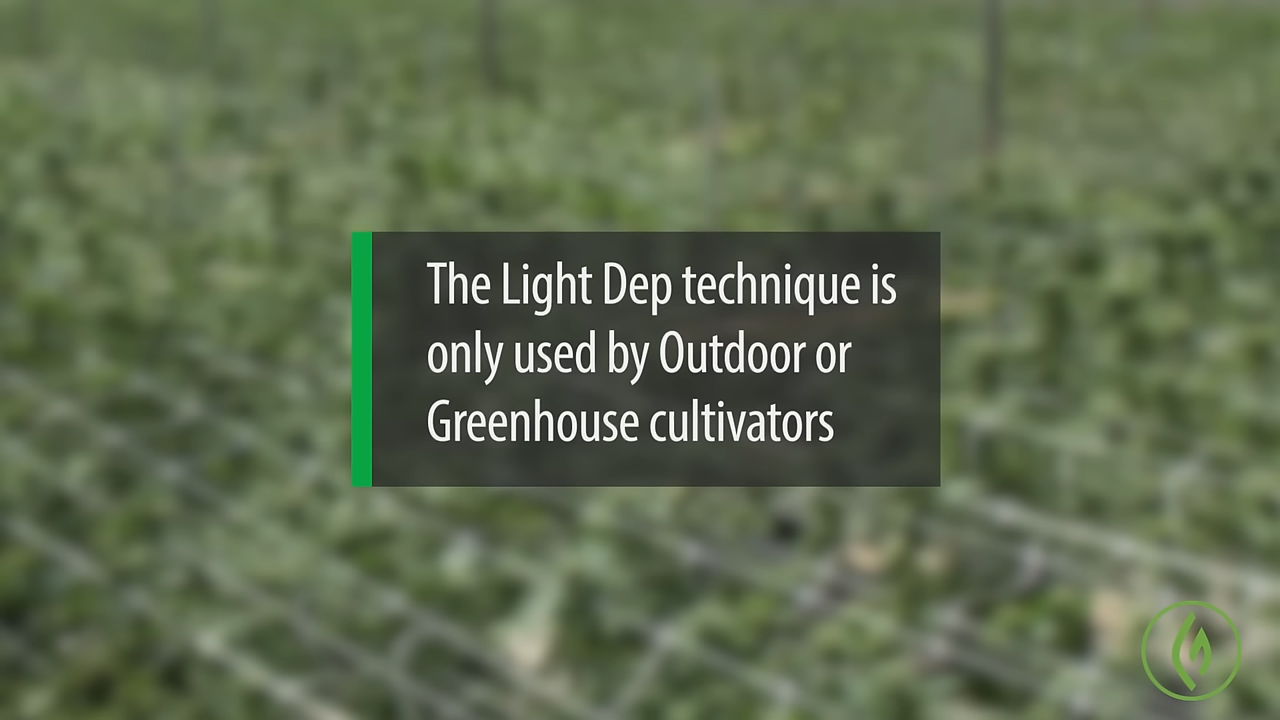 The Light Dep technique is
only used by Outdoor or
Greenhouse cultivators